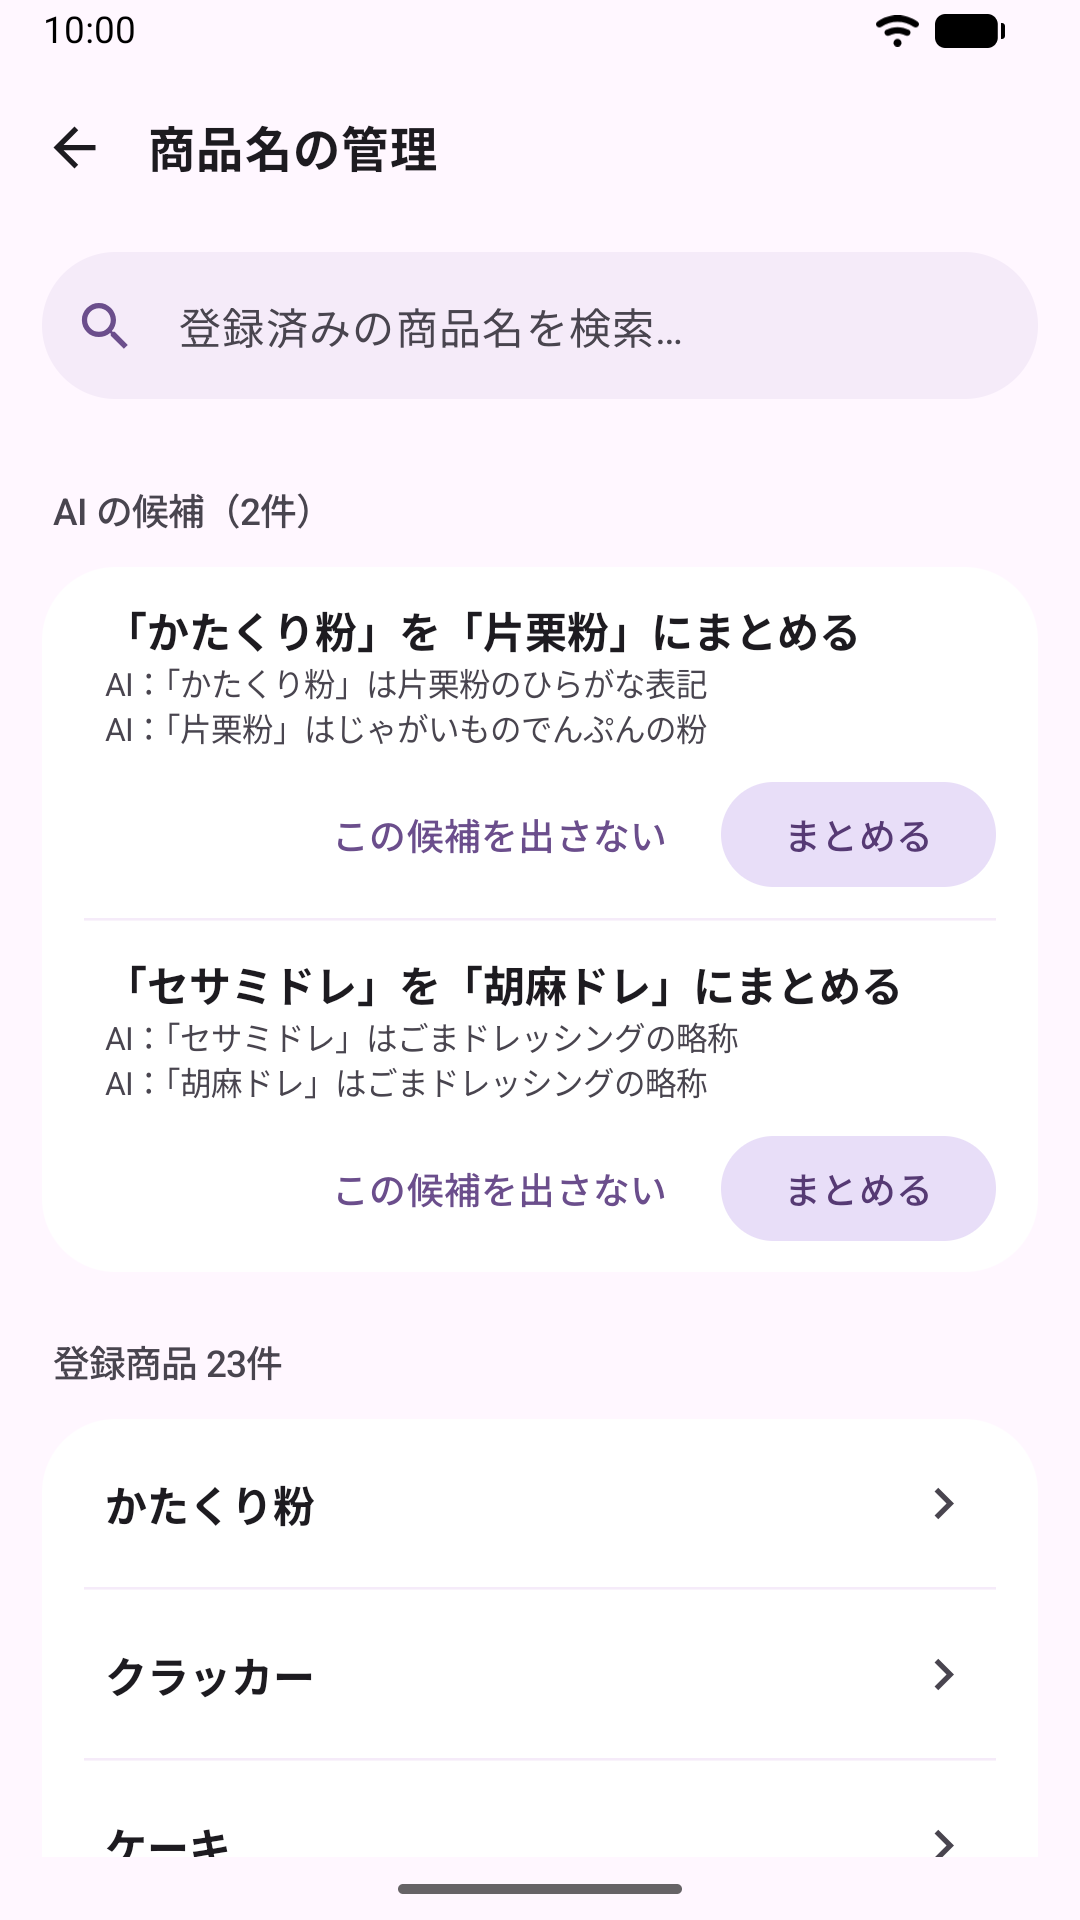 10:00
商品名の管理
登録済みの商品名を検索...
AI の候補（2件）
「かたくり粉」を「片栗粉」にまとめる
AI：「かたくり粉」は片栗粉のひらがな表記
AI：「片栗粉」はじゃがいものでんぷんの粉
この候補を出さない
まとめる
「セサミドレ」を「胡麻ドレ」にまとめる
AI：「セサミドレ」はごまドレッシングの略称
AI：「胡麻ドレ」はごまドレッシングの略称
この候補を出さない
まとめる
登録商品 23件
かたくり粉
クラッカー
ケーキ